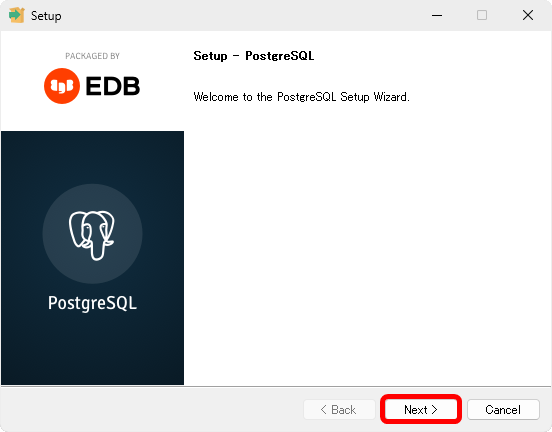 Setup
PACKAGED BY
EDB
PostgreSQL
Setup - PostgreSQL
Welcome to the PostgreSQL Setup Wizard.
< Back
Next >
Cancel